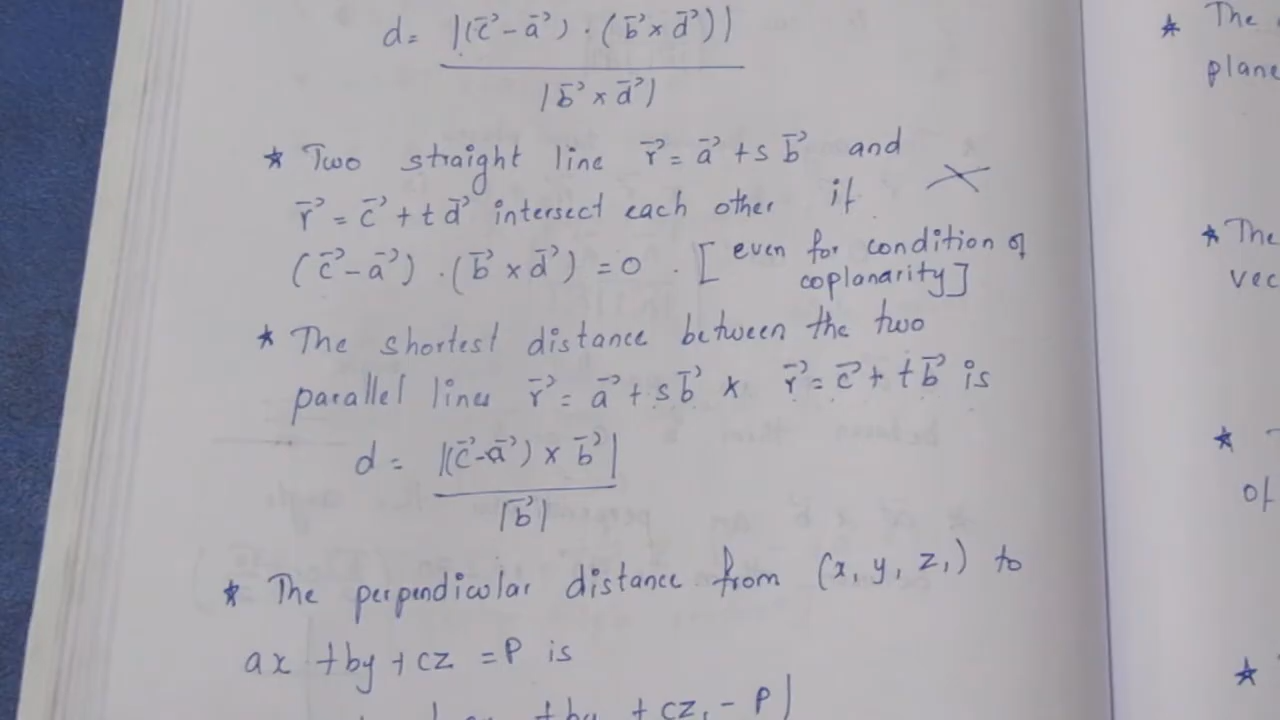 d = |(c⃗ - a⃗) · (b⃗ × d⃗)|
|b⃗ × d⃗|
* Two straight line r⃗ = a⃗ + s b⃗ and
r⃗ = c⃗ + t d⃗ intersect each other if
(c⃗ - a⃗) · (b⃗ × d⃗) = 0 . [even for condition of
coplanarity]
* The shortest distance between the two
parallel lines r⃗ = a⃗ + s b⃗ & r⃗ = c⃗ + t b⃗ is
d = |(c⃗ - a⃗) × b⃗|
|b⃗|
* The perpendicular distance from (x, y, z,) to
ax + by + cz = P is
+ cz, - P|
* The
plane
* The
vec
*
of
*